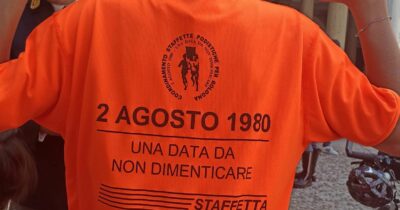 COORDINAMENTO STAFFETTE PODISTICHE PER BOLOGNA
2 AGOSTO 1980
UNA DATA DA
NON DIMENTICARE
STAFFETTA